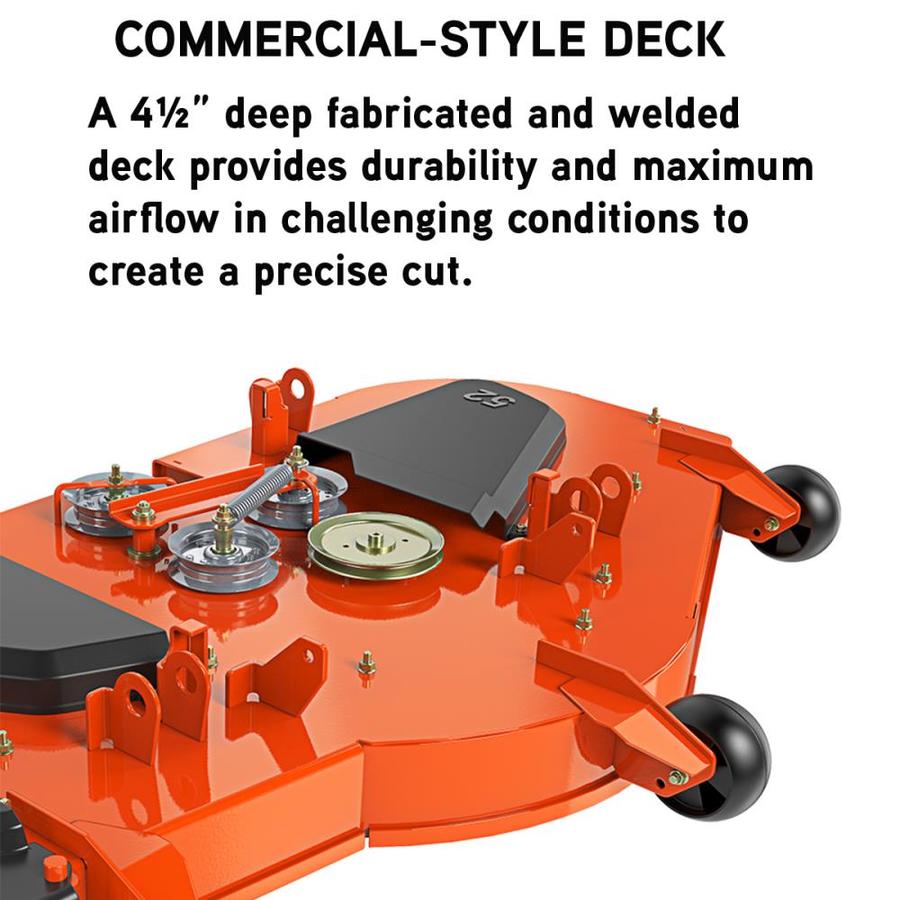 COMMERCIAL-STYLE DECK
A 4½” deep fabricated and welded
deck provides durability and maximum
airflow in challenging conditions to
create a precise cut.
52